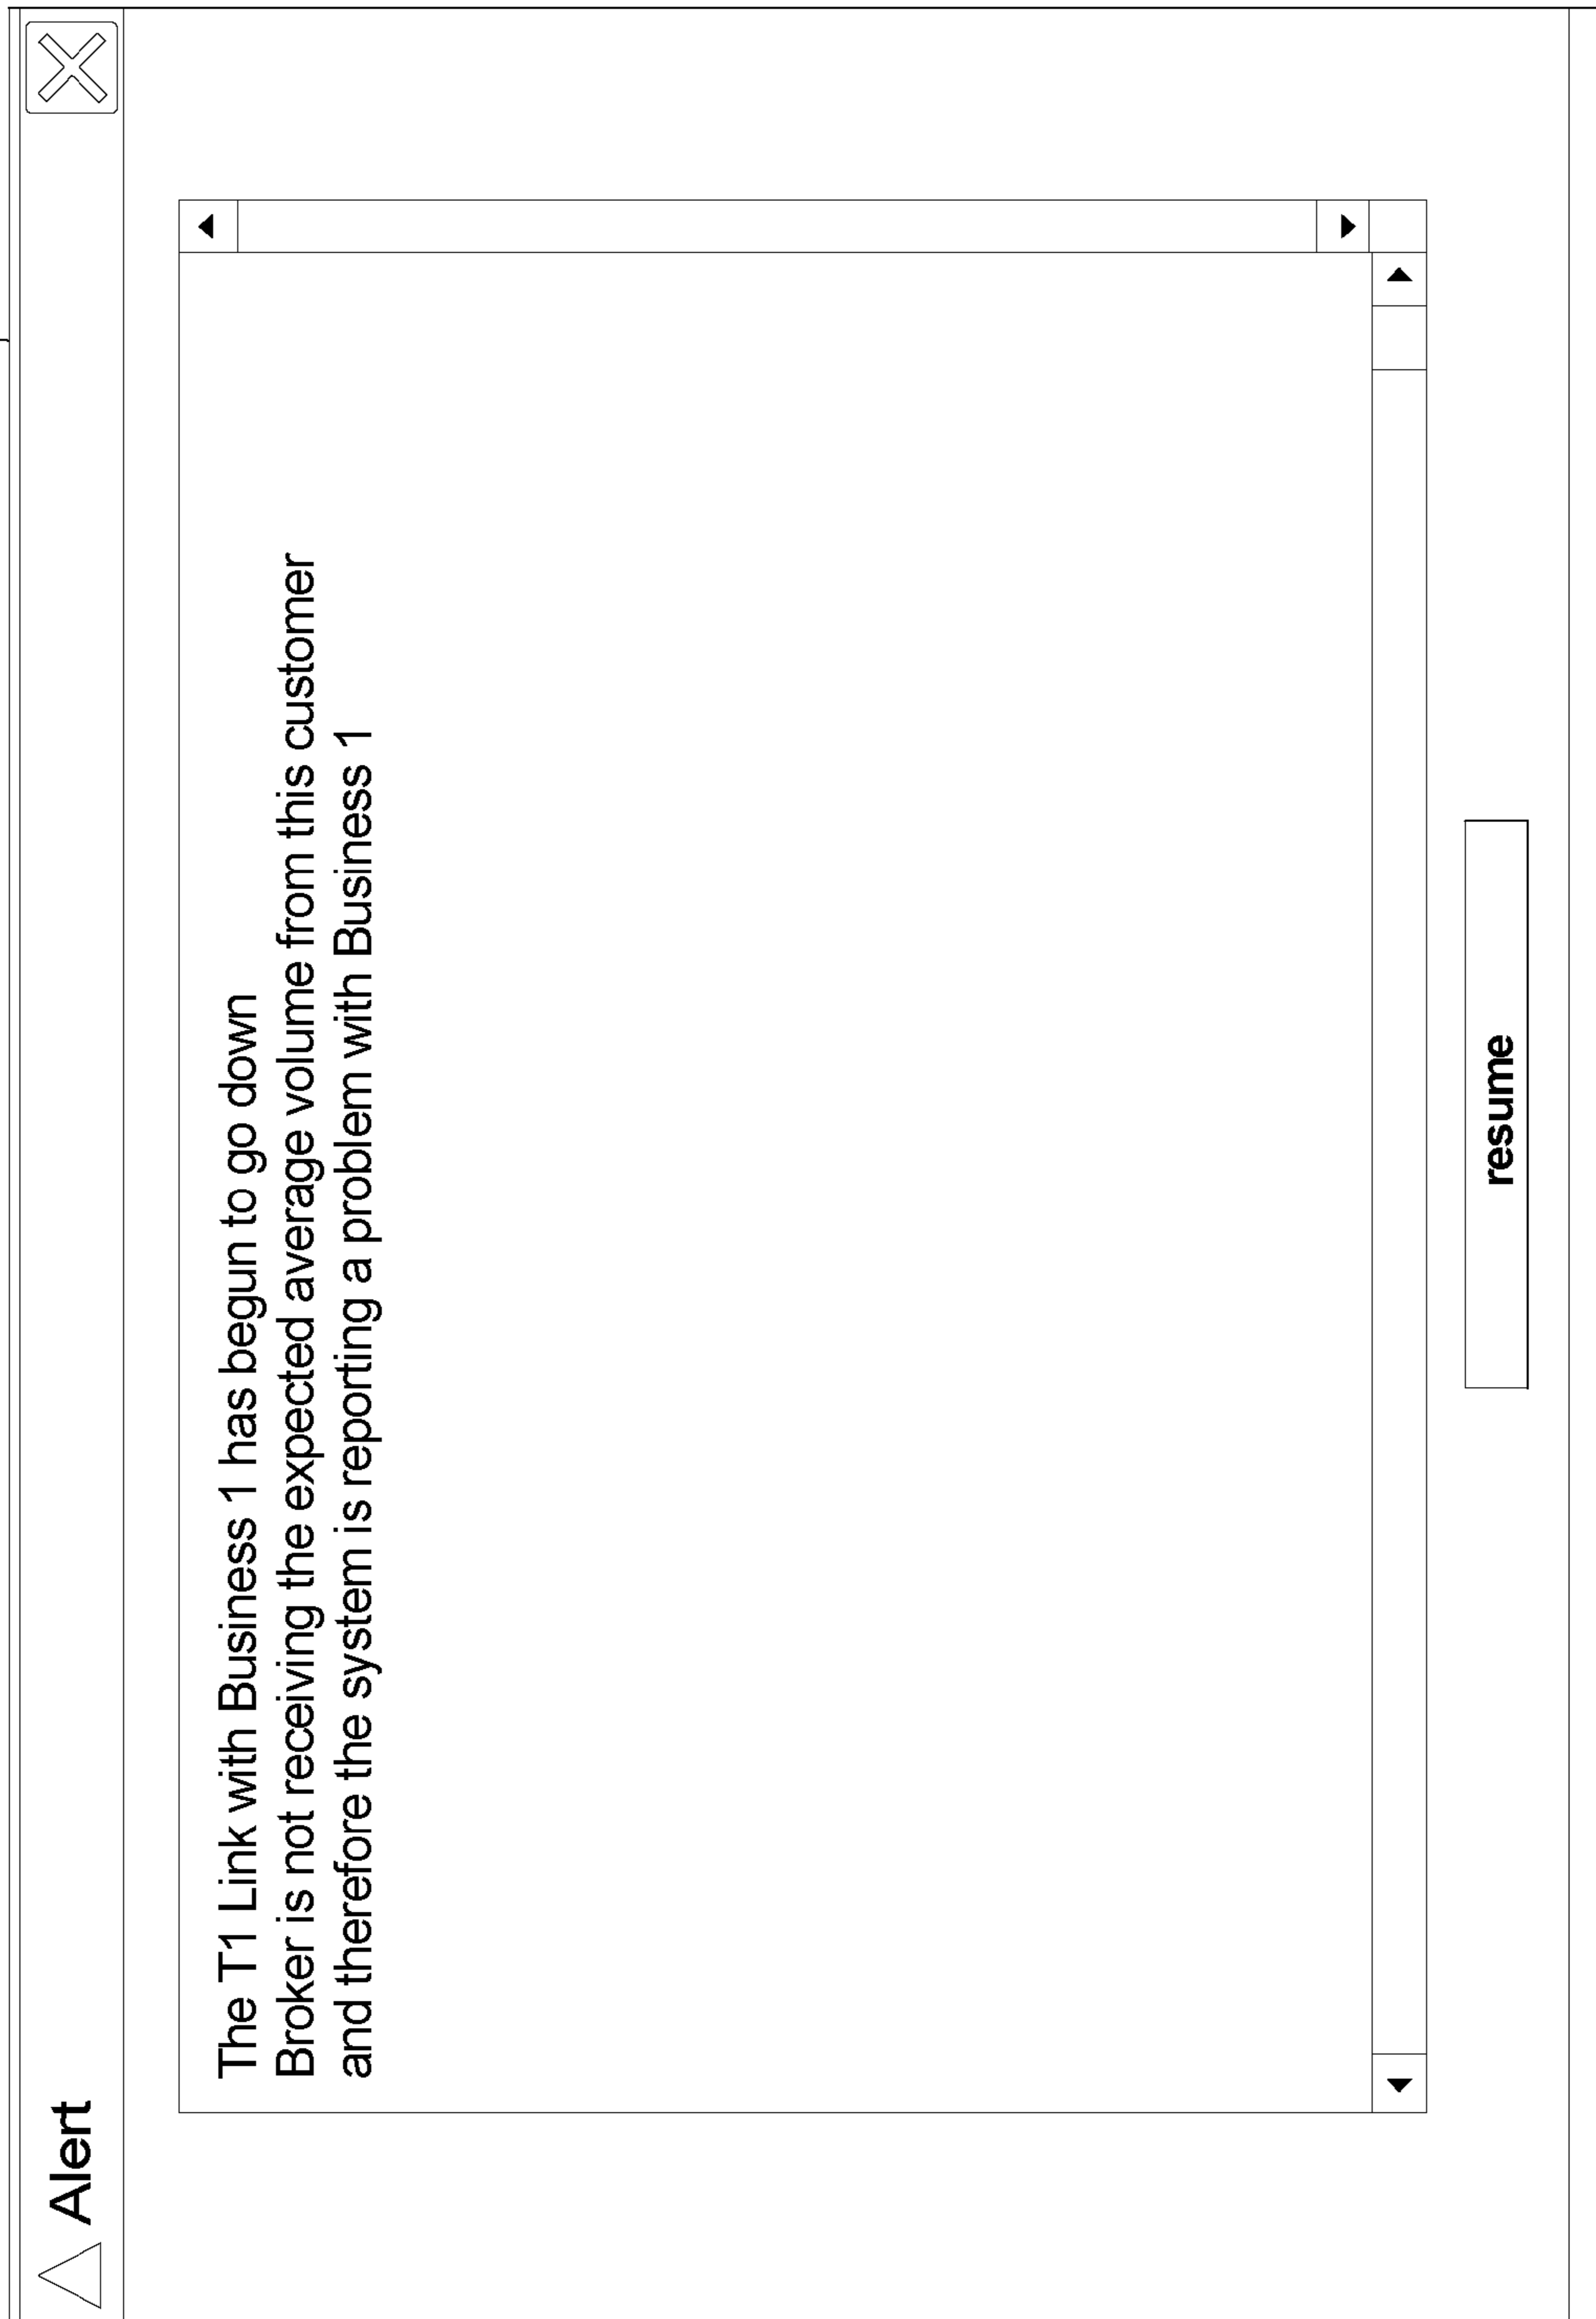 Alert
The T1 Link with Business 1 has begun to go down
Broker is not receiving the expected average volume from this customer
and therefore the system is reporting a problem with Business 1
resume